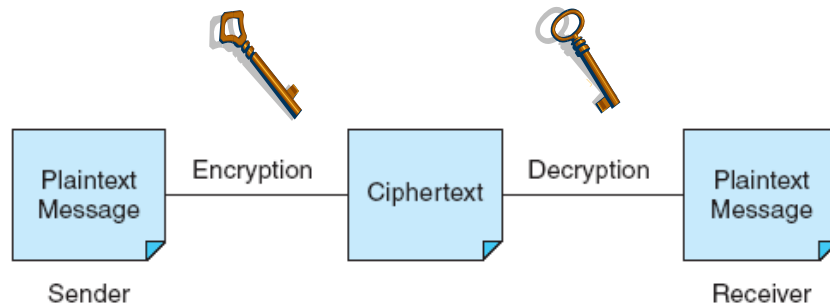 Encryption
Decryption
Plaintext
Message
Ciphertext
Plaintext
Message
Sender
Receiver